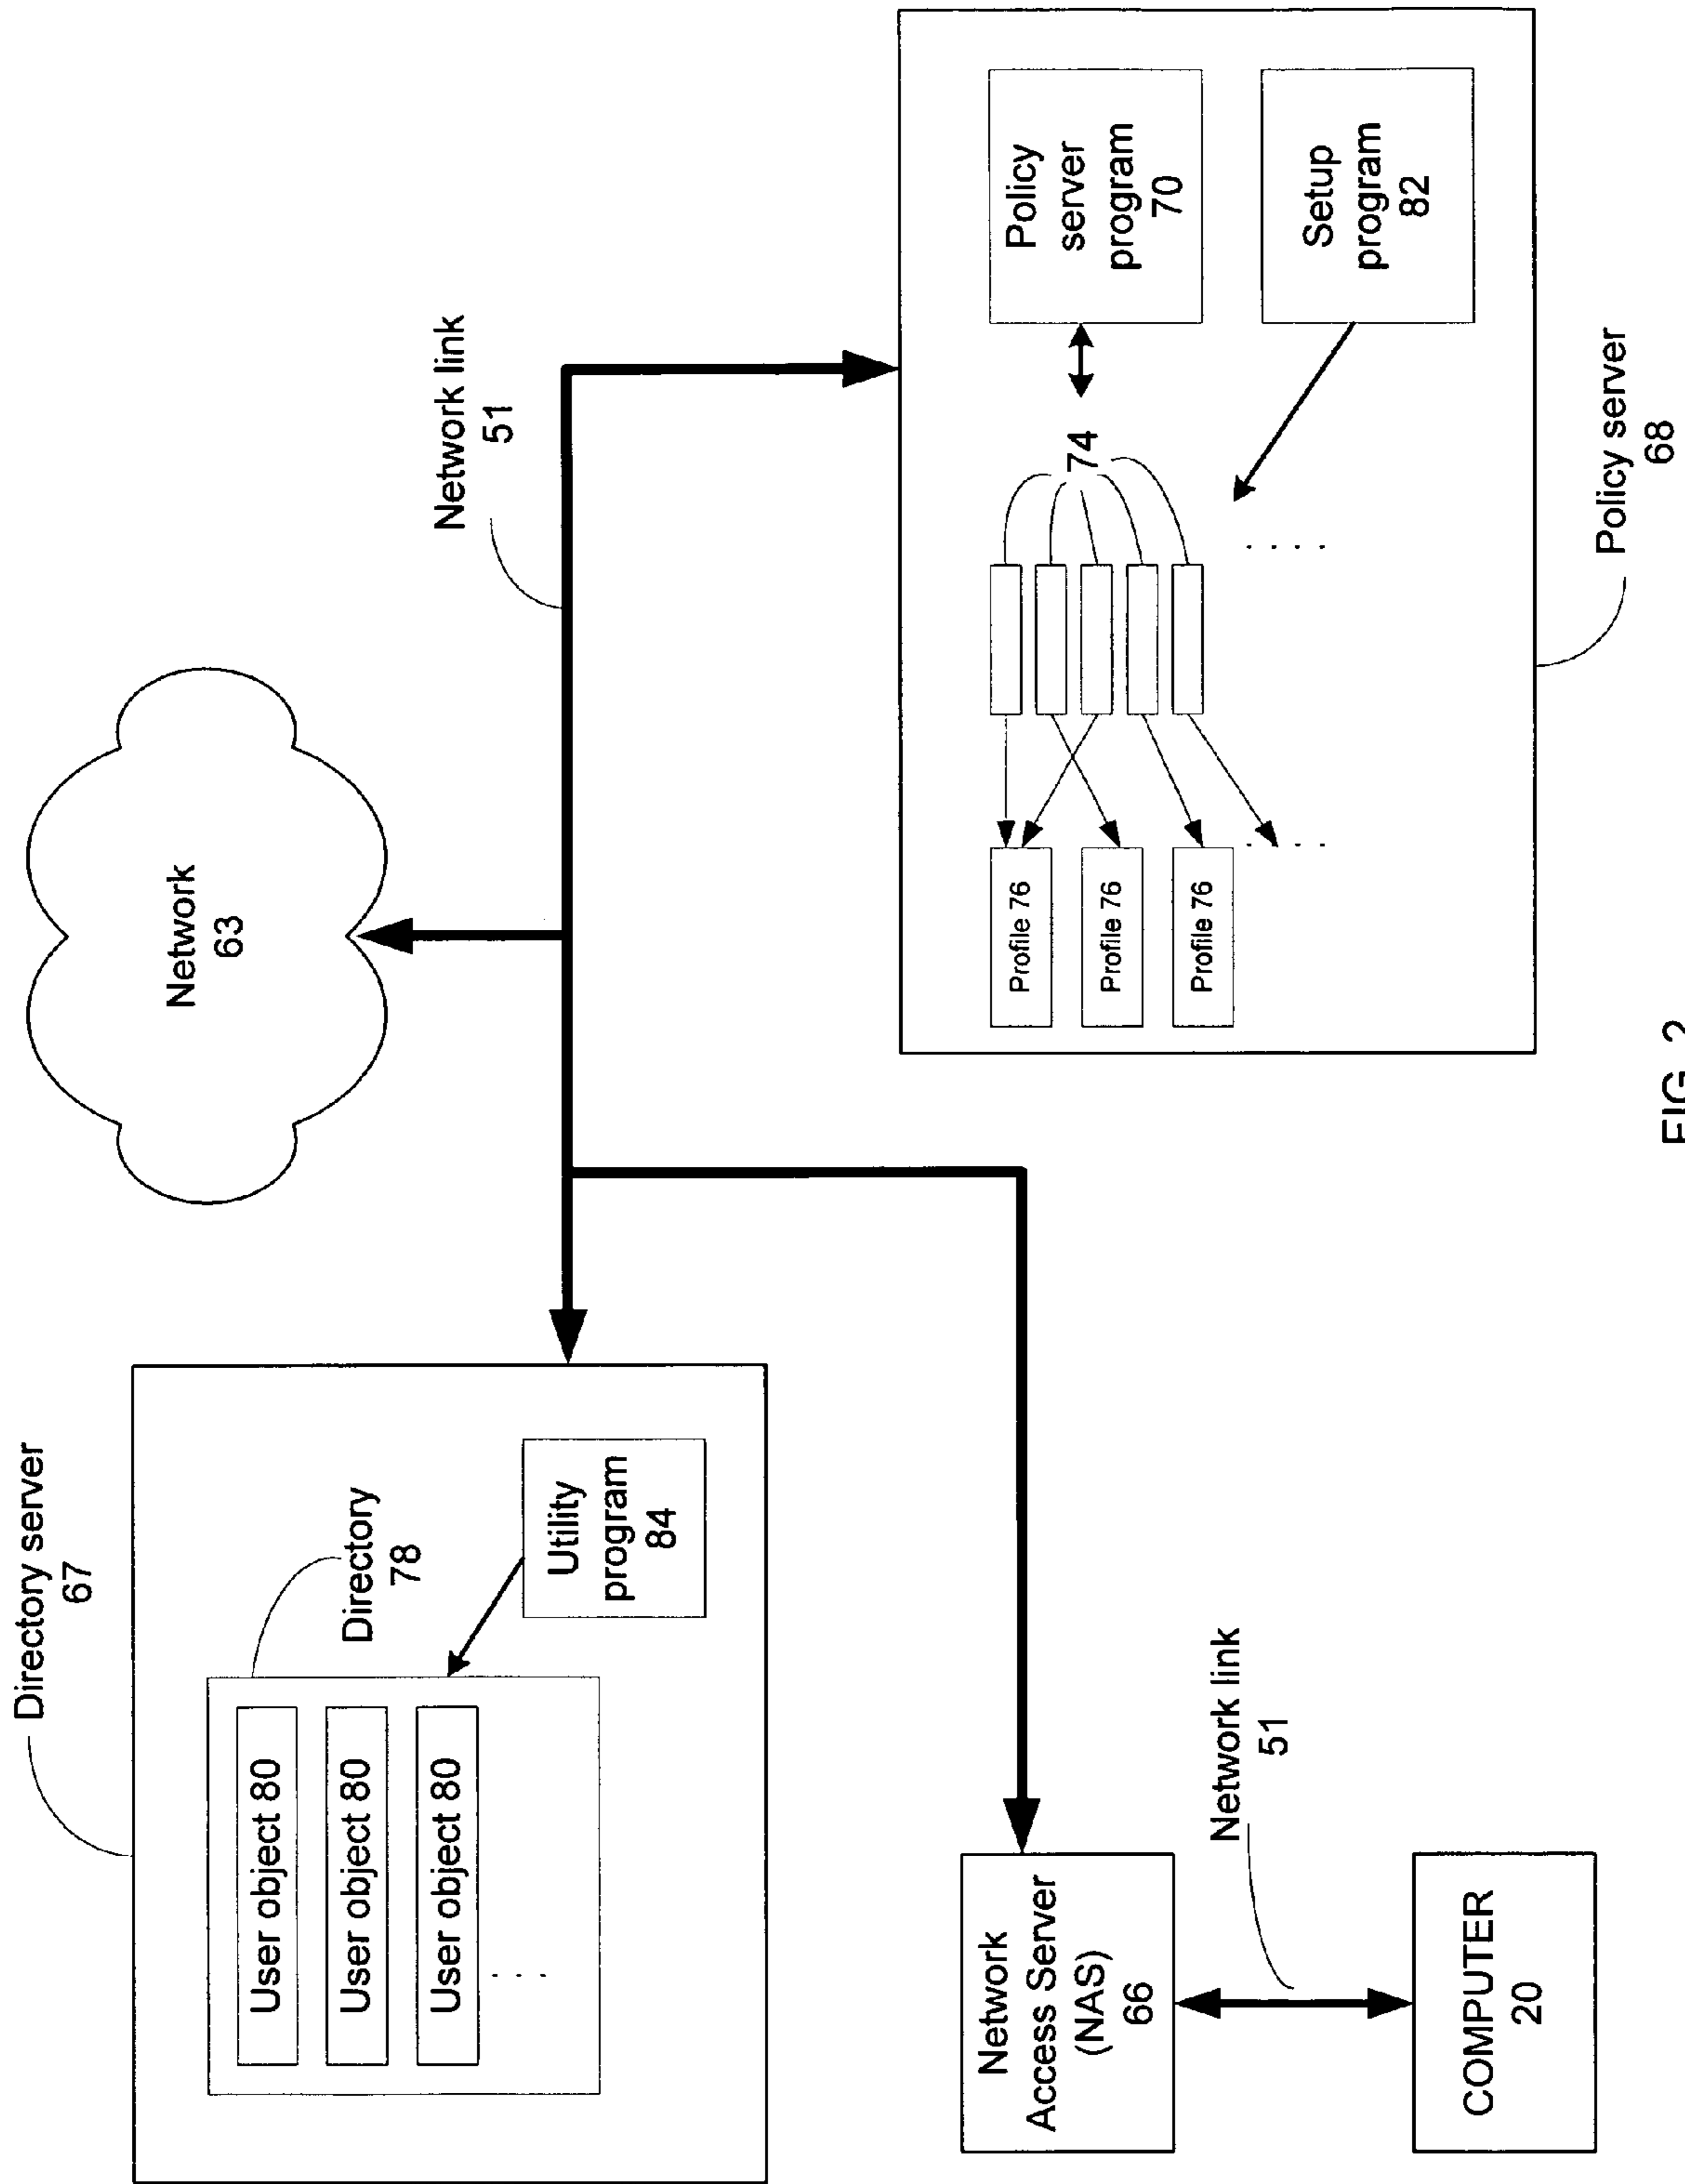 Directory server
67
User object 80
User object 80
User object 80
. . . .
Directory
78
Utility
program
84
Network
63
Network link
51
Network
Access Server
(NAS)
66
Network link
51
COMPUTER
20
Profile 76
Profile 76
Profile 76
. . . .
74
. . . .
Policy
server
program
70
Setup
program
82
Policy server
68
FIG. 2